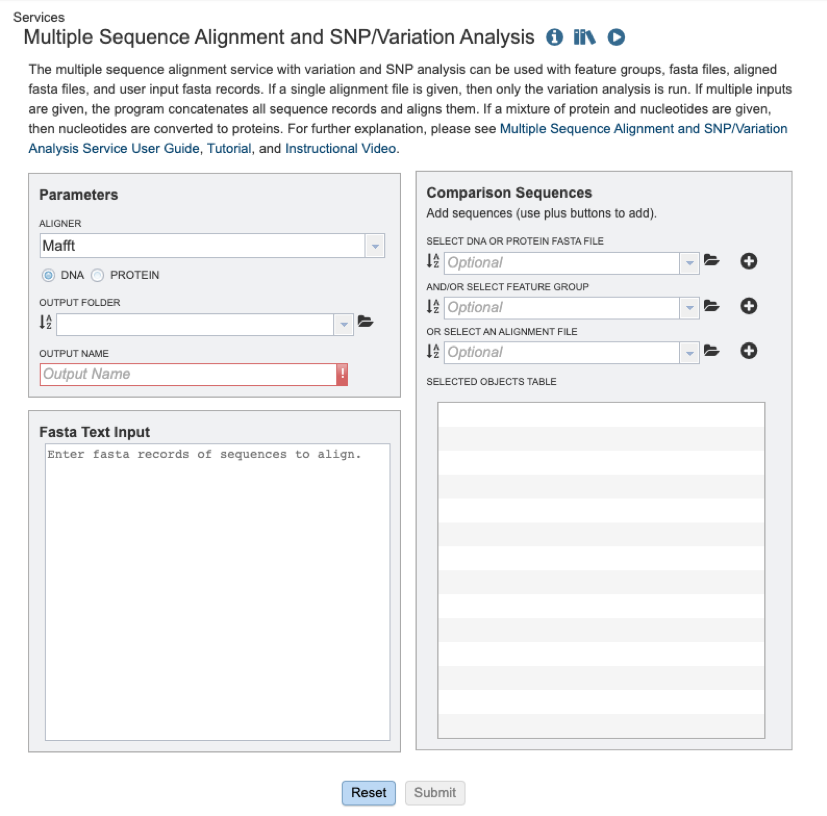 Services
Multiple Sequence Alignment and SNP/Variation Analysis
The multiple sequence alignment service with variation and SNP analysis can be used with feature groups, fasta files, aligned
fasta files, and user input fasta records. If a single alignment file is given, then only the variation analysis is run. If multiple inputs
are given, the program concatenates all sequence records and aligns them. If a mixture of protein and nucleotides are given,
then nucleotides are converted to proteins. For further explanation, please see Multiple Sequence Alignment and SNP/Variation
Analysis Service User Guide, Tutorial, and Instructional Video.
Parameters
ALIGNER
Mafft
DNA PROTEIN
OUTPUT FOLDER
OUTPUT NAME
Output Name !
Fasta Text Input
Enter fasta records of sequences to align.
Comparison Sequences
Add sequences (use plus buttons to add).
SELECT DNA OR PROTEIN FASTA FILE
Optional
AND/OR SELECT FEATURE GROUP
Optional
OR SELECT AN ALIGNMENT FILE
Optional
SELECTED OBJECTS TABLE
Reset Submit